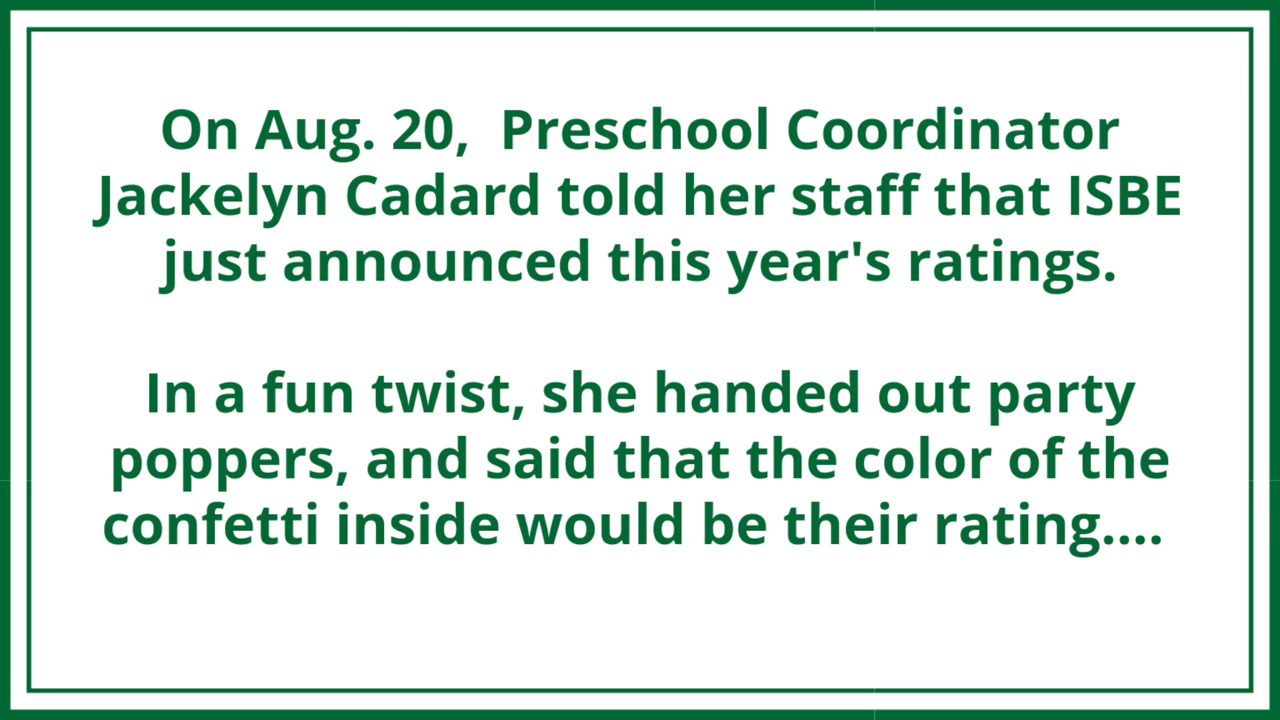 On Aug. 20,  Preschool Coordinator
Jackelyn Cadard told her staff that ISBE
just announced this year's ratings.
In a fun twist, she handed out party
poppers, and said that the color of the
confetti inside would be their rating....